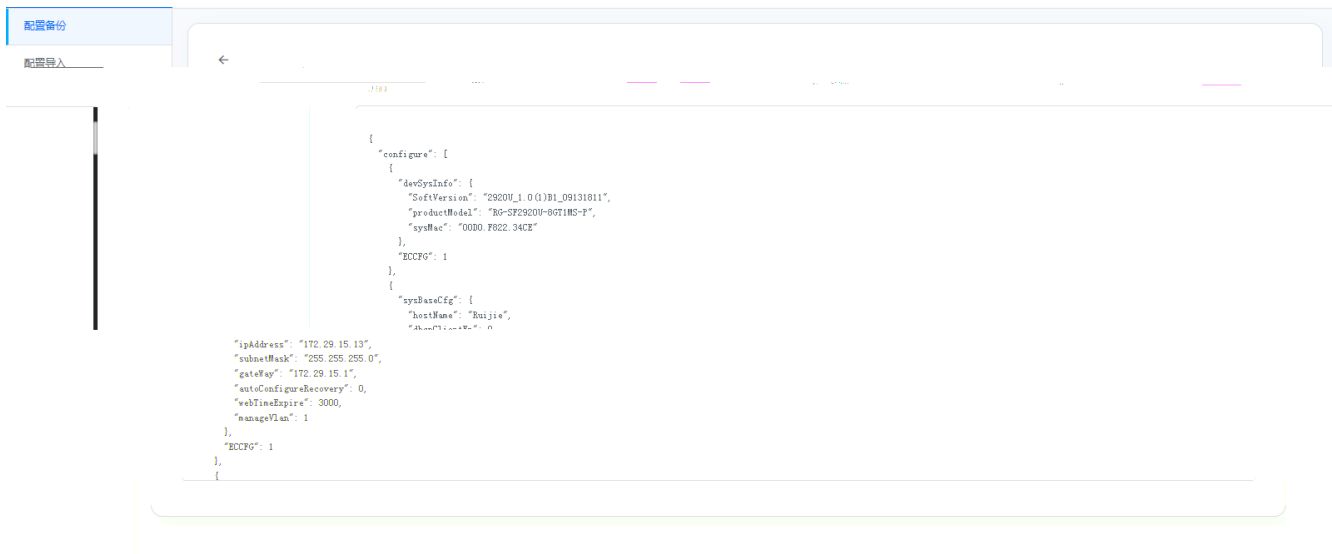 配置备份
配置导入
{
"configure": [
{
"devSysInfo": {
"SoftVersion": "2920U_1.0(1)B1_09131811",
"productModel": "RG-SF2920U-8GT1MS-P",
"sysMac": "00D0.F822.34CE"
},
"ECCFG": 1
},
{
"sysBaseCfg": {
"hostName": "Ruijie",
"ipAddress": "172.29.15.13",
"subnetMask": "255.255.255.0",
"gateWay": "172.29.15.1",
"autoConfigureRecovery": 0,
"webTimeExpire": 3000,
"manageVlan": 1
},
"ECCFG": 1
},
{